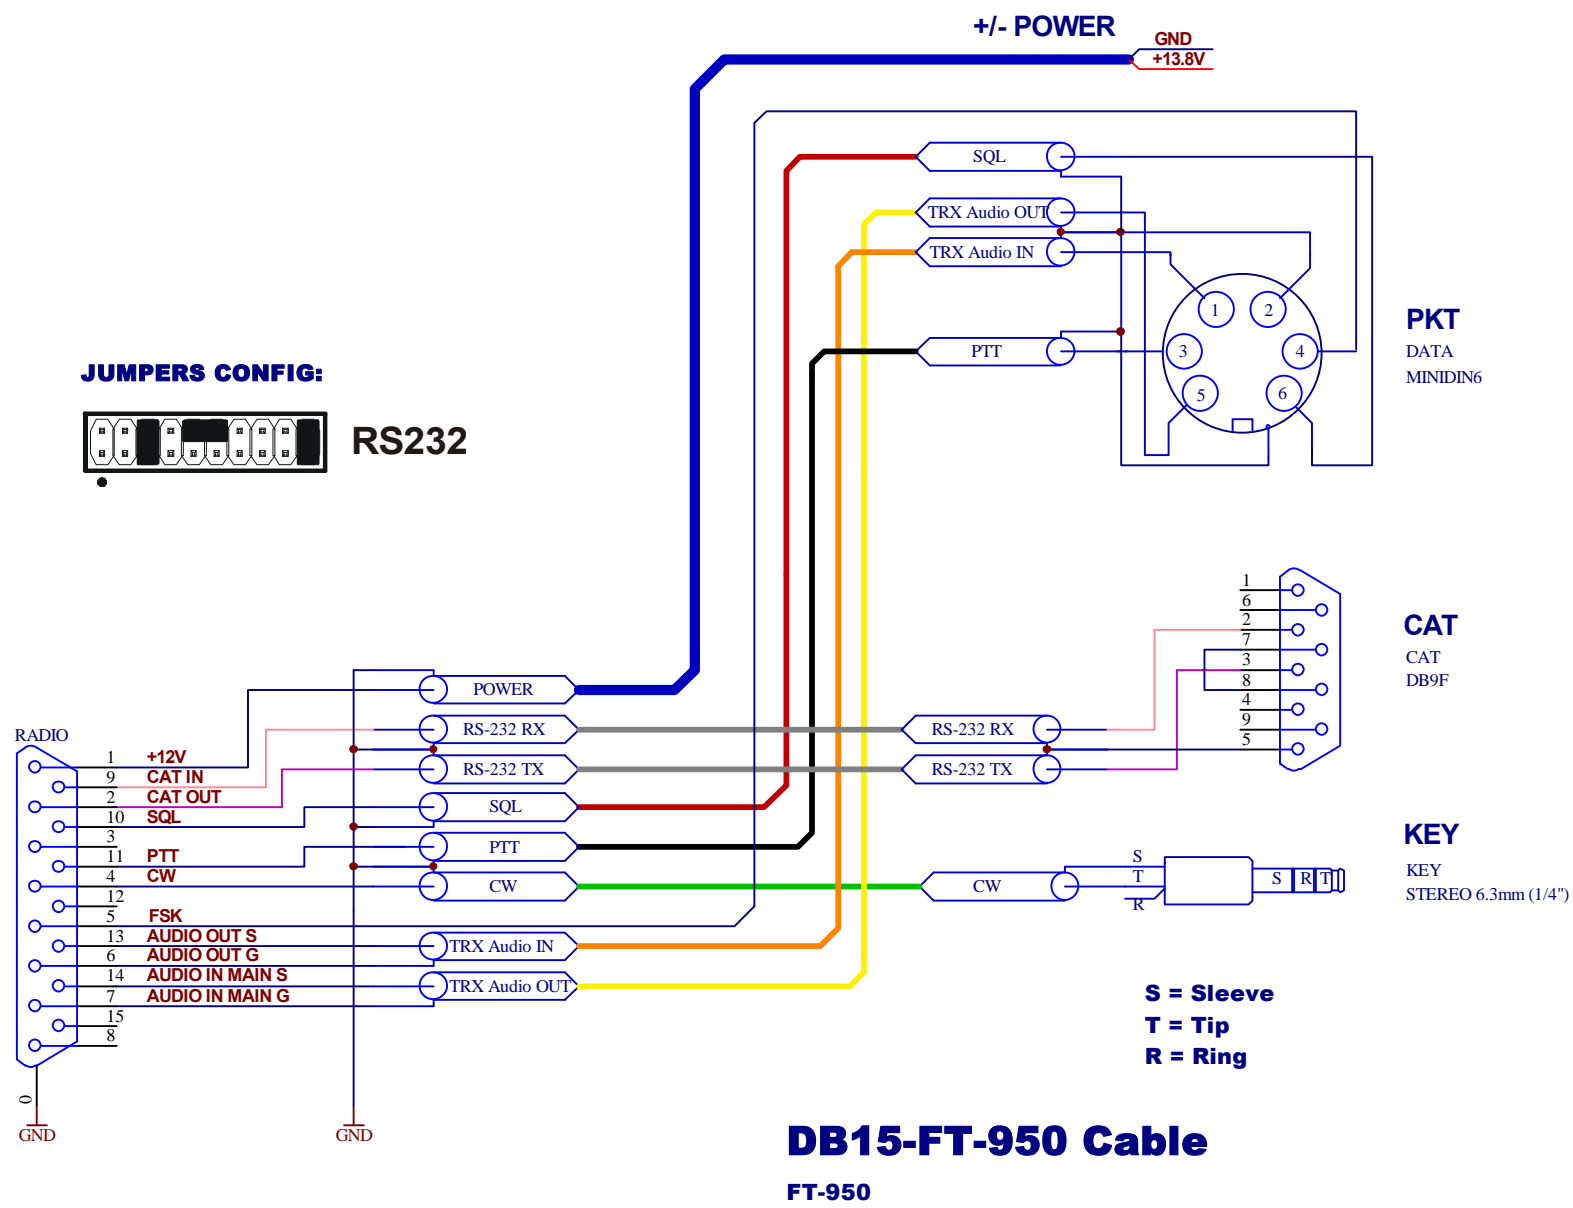 +/- POWER
GND
+13.8V
SQL
TRX Audio OUT
TRX Audio IN
PTT
1
2
3
4
5
6
PKT
DATA
MINIDIN6
JUMPERS CONFIG:
RS232
1
6
2
7
3
8
4
9
5
CAT
CAT
DB9F
POWER
RS-232 RX
RS-232 TX
SQL
PTT
CW
TRX Audio IN
TRX Audio OUT
RS-232 RX
RS-232 TX
CW
RADIO
1 +12V
9 CAT IN
2 CAT OUT
10 SQL
3
11 PTT
4 CW
12
5 FSK
13 AUDIO OUT S
6 AUDIO OUT G
14 AUDIO IN MAIN S
7 AUDIO IN MAIN G
15
8
0
GND
GND
S
T
R
S R T
KEY
KEY
STEREO 6.3mm (1/4")
S = Sleeve
T = Tip
R = Ring
DB15-FT-950 Cable
FT-950